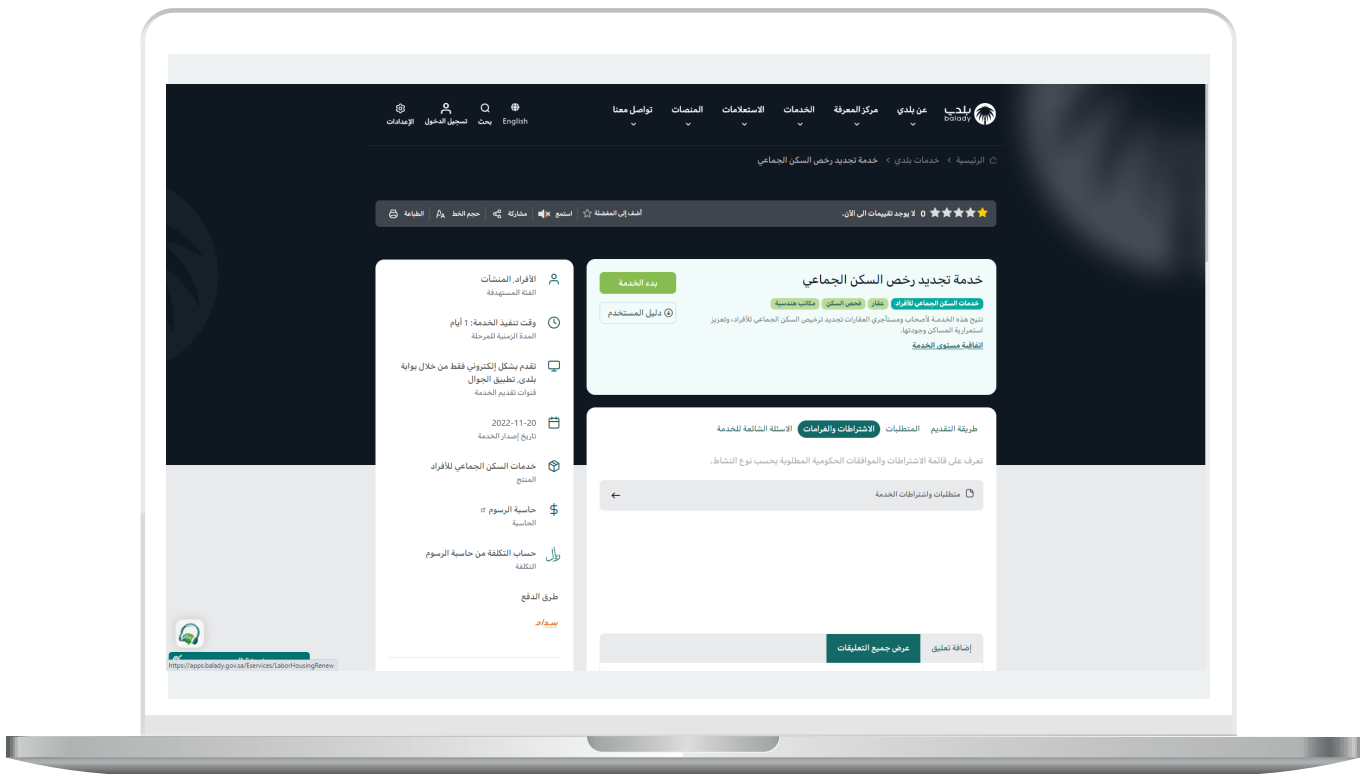 بلدي
balady
عن بلدي
مركز المعرفة
الخدمات
الاستعلامات
المنصات
تواصل معنا
English
بحث
تسجيل الدخول
الإعدادات
الرئيسية > خدمات بلدي > خدمة تجديد رخص السكن الجماعي
0 لا يوجد تقييمات الى الآن.
أضف إلى المفضلة
استمع
مشاركة
حجم الخط
الطباعة
خدمة تجديد رخص السكن الجماعي
بدء الخدمة
خدمات السكن الجماعي للأفراد
عقار
فحص السكن
مكاتب هندسية
دليل المستخدم
تتيح هذه الخدمة لأصحاب ومستأجري العقارات تجديد ترخيص السكن الجماعي للأفراد، وتعزيز
استمرارية المساكن وجودتها.
اتفاقية مستوى الخدمة
طريقة التقديم
المتطلبات
الاشتراطات والغرامات
الاسئلة الشائعة للخدمة
تعرف على قائمة الاشتراطات والموافقات الحكومية المطلوبة بحسب نوع النشاط.
متطلبات واشتراطات الخدمة
إضافة تعليق
عرض جميع التعليقات
الأفراد, المنشآت
الفئة المستهدفة
وقت تنفيذ الخدمة: 1 أيام
المدة الزمنية للمرحلة
تقدم بشكل إلكتروني فقط من خلال بوابة
بلدي, تطبيق الجوال
قنوات تقديم الخدمة
2022-11-20
تاريخ إصدار الخدمة
خدمات السكن الجماعي للأفراد
المنتج
حاسبة الرسوم
الحاسبة
حساب التكلفة من حاسبة الرسوم
التكلفة
طرق الدفع
سداد
https://apps.balady.gov.sa/Eservices/LaborHousingRenew